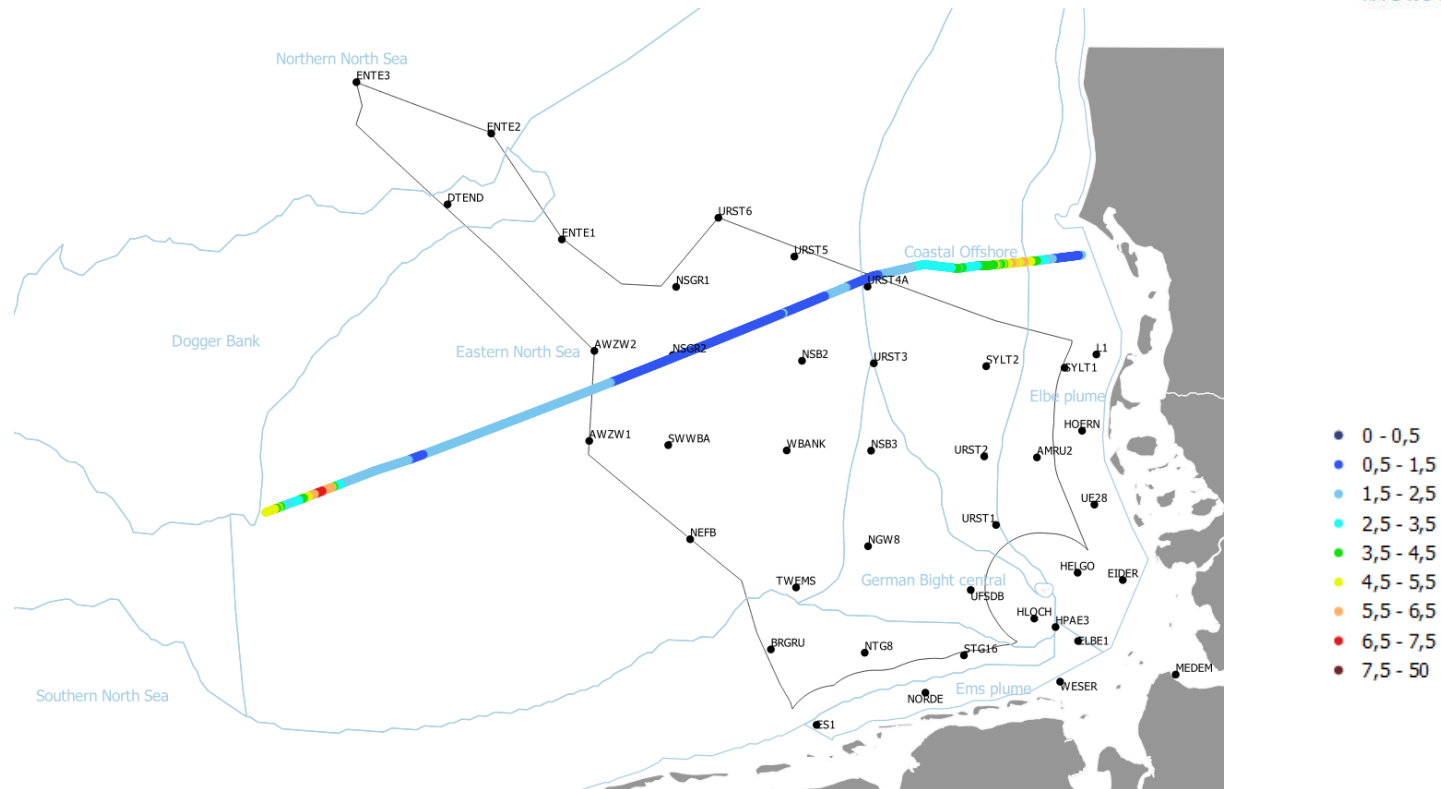 Northern North Sea
ENTE3
ENTE2
DTEND
URST6
ENTE1
URST5
Coastal Offshore
NSGR1
URST4A
Dogger Bank
Eastern North Sea
AWZW2
NSGR2
NSB2
URST3
SYLT2
L1
SYLT1
Elbe plume
HOERN
AWZW1
SWWBA
WBANK
NSB3
URST2
AMRU2
0 - 0,5
0,5 - 1,5
1,5 - 2,5
2,5 - 3,5
3,5 - 4,5
4,5 - 5,5
5,5 - 6,5
6,5 - 7,5
7,5 - 50
UE28
URST1
NEFB
NGW8
HELGO
EIDER
TWEMS
German Bight central
UFSDB
HLOCH
HPAE3
BRGRU
NTG8
STG16
ELBE1
MEDEM
Southern North Sea
Ems plume
WESER
NORDE
ES1